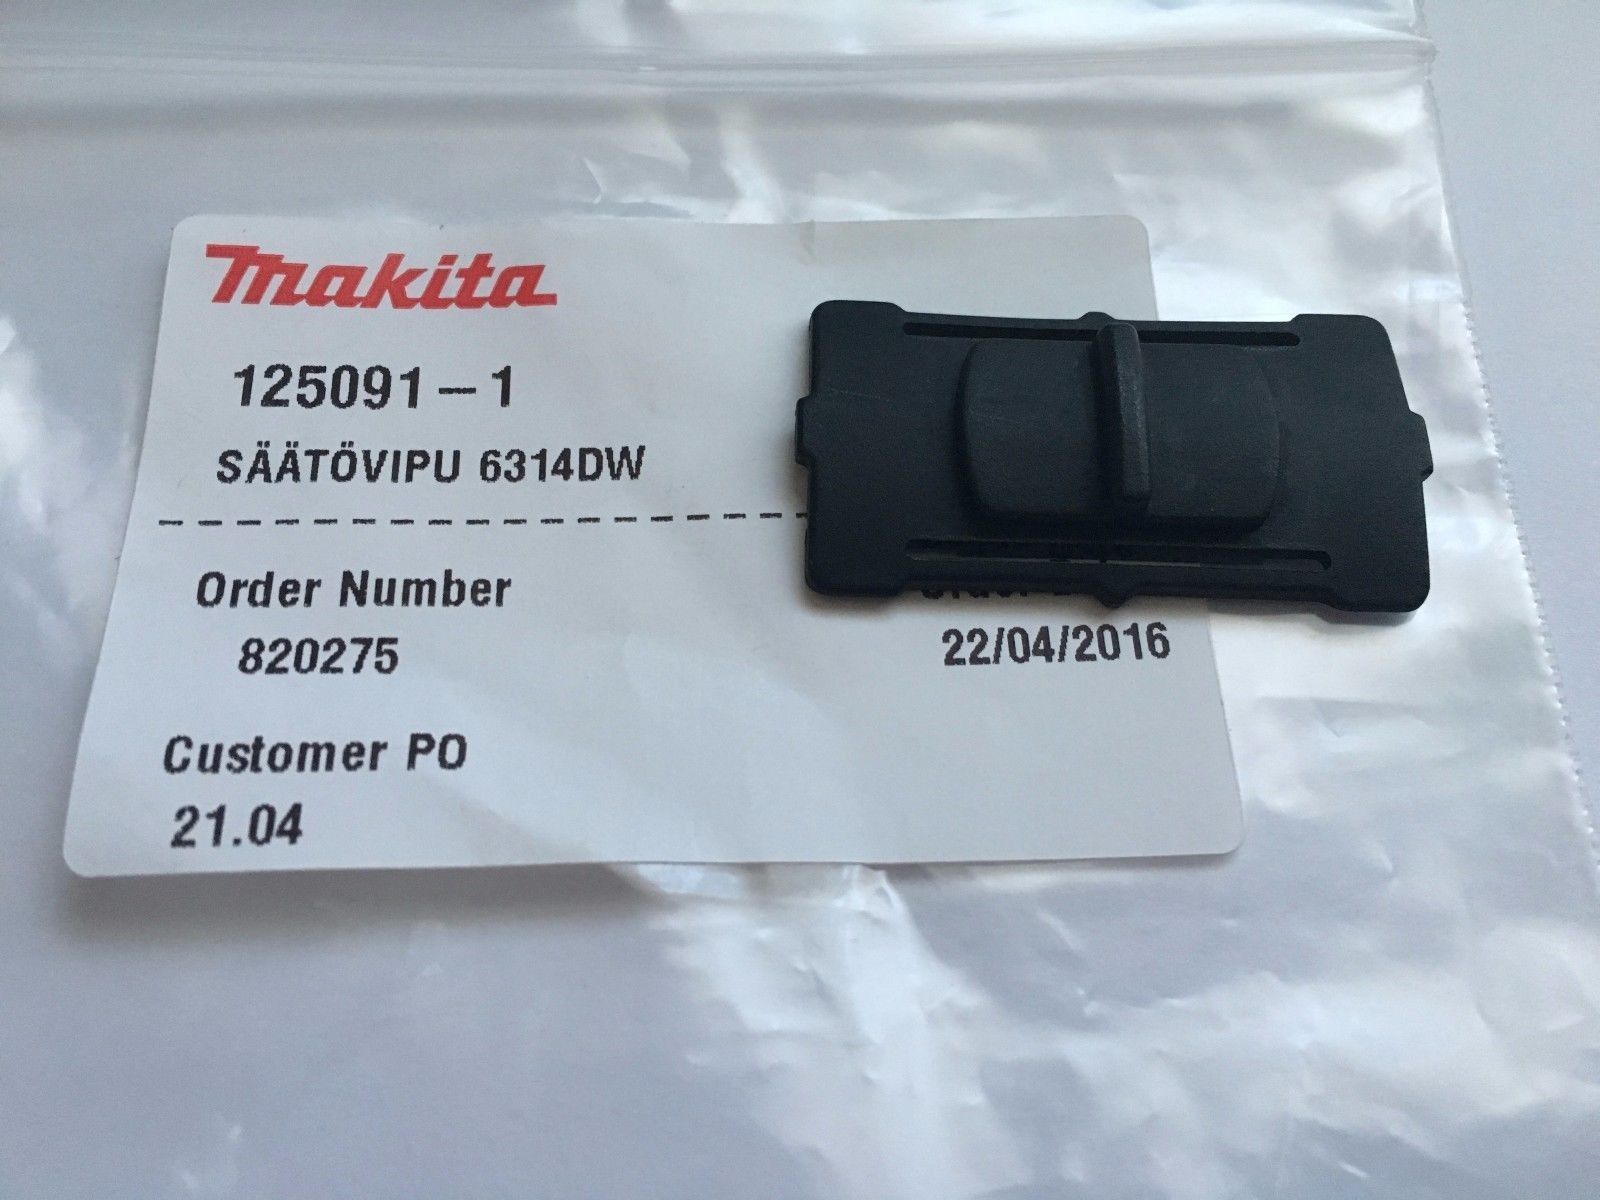 makita
125091-1
SÄÄTÖVIPU 6314DW
Order Number
820275
22/04/2016
Customer PO
21.04